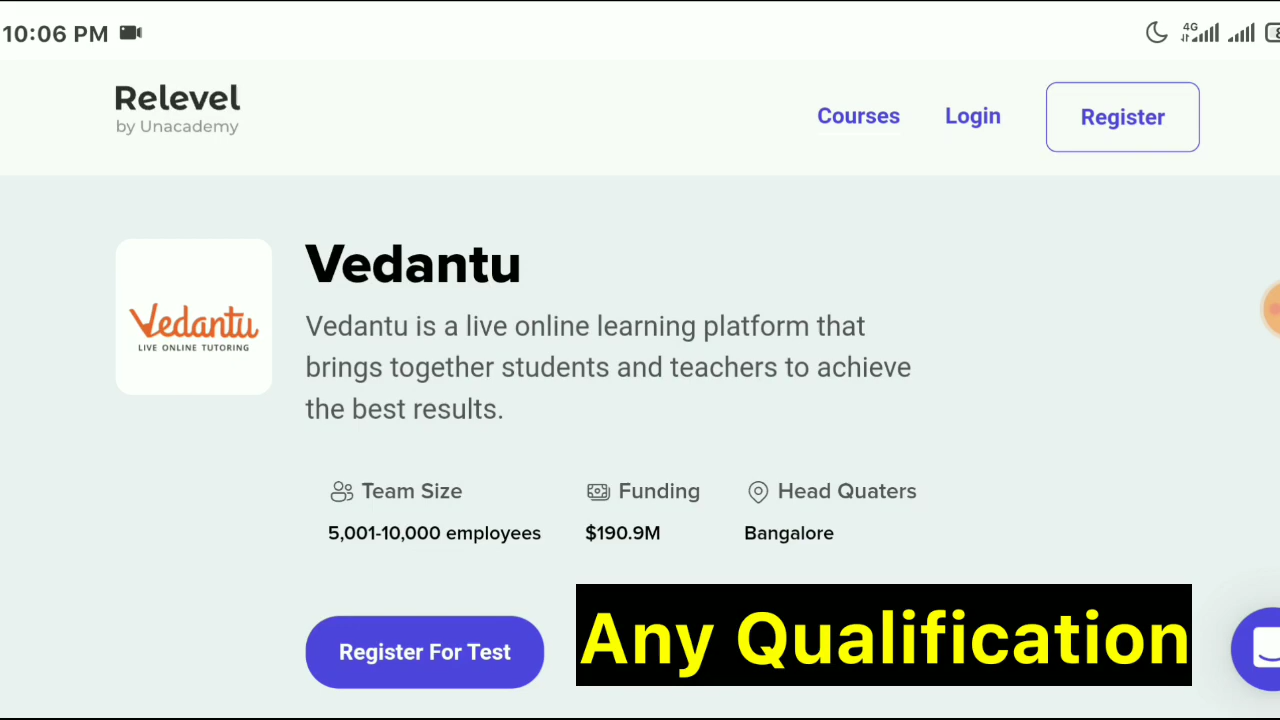 10:06 PM
4G
Relevel
by Unacademy
Courses
Login
Register
Vedantu
LIVE ONLINE TUTORING
Vedantu
Vedantu is a live online learning platform that
brings together students and teachers to achieve
the best results.
Team Size
Funding
Head Quaters
5,001-10,000 employees
$190.9M
Bangalore
Register For Test
Any Qualification